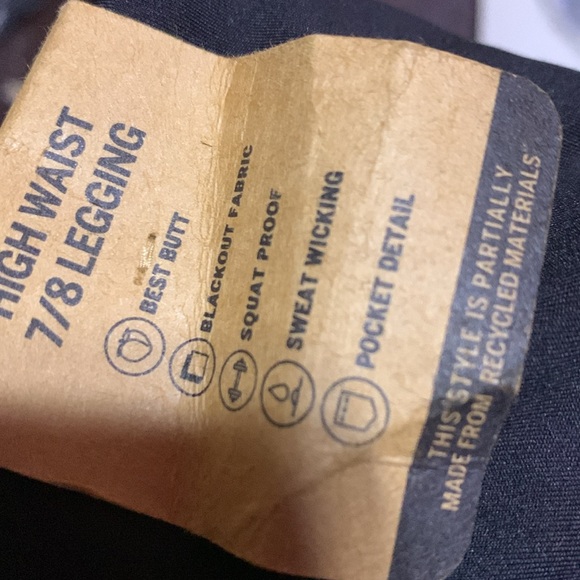 HIGH WAIST
7/8 LEGGING
BEST BUTT
BLACKOUT FABRIC
SQUAT PROOF
SWEAT WICKING
POCKET DETAIL
THIS STYLE IS PARTIALLY
MADE FROM RECYCLED MATERIALS